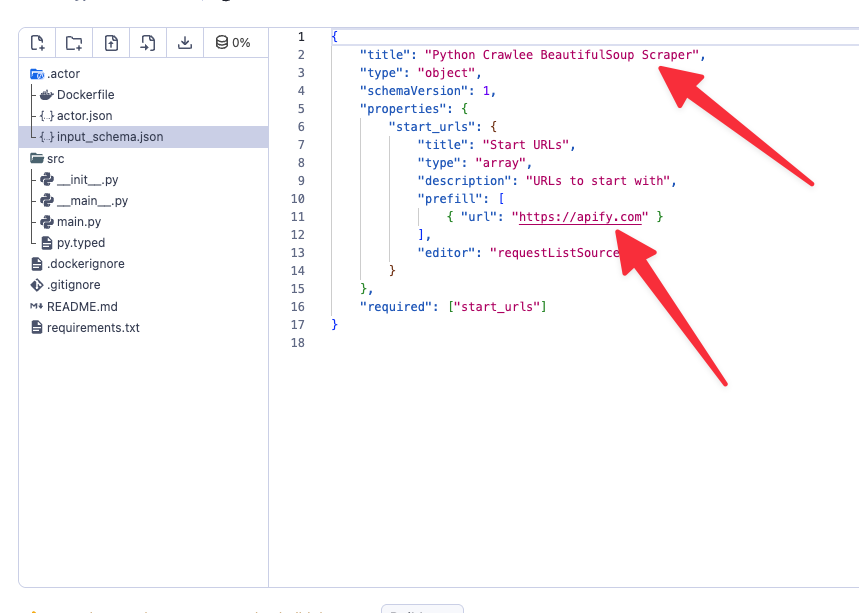 0%
.actor
Dockerfile
actor.json
input_schema.json
src
__init__.py
__main__.py
main.py
py.typed
.dockerignore
.gitignore
README.md
requirements.txt
1 {
2 "title": "Python Crawlee BeautifulSoup Scraper",
3 "type": "object",
4 "schemaVersion": 1,
5 "properties": {
6 "start_urls": {
7 "title": "Start URLs",
8 "type": "array",
9 "description": "URLs to start with",
10 "prefill": [
11 { "url": "https://apify.com" }
12 ],
13 "editor": "requestListSource
14 }
15 },
16 "required": ["start_urls"]
17 }
18